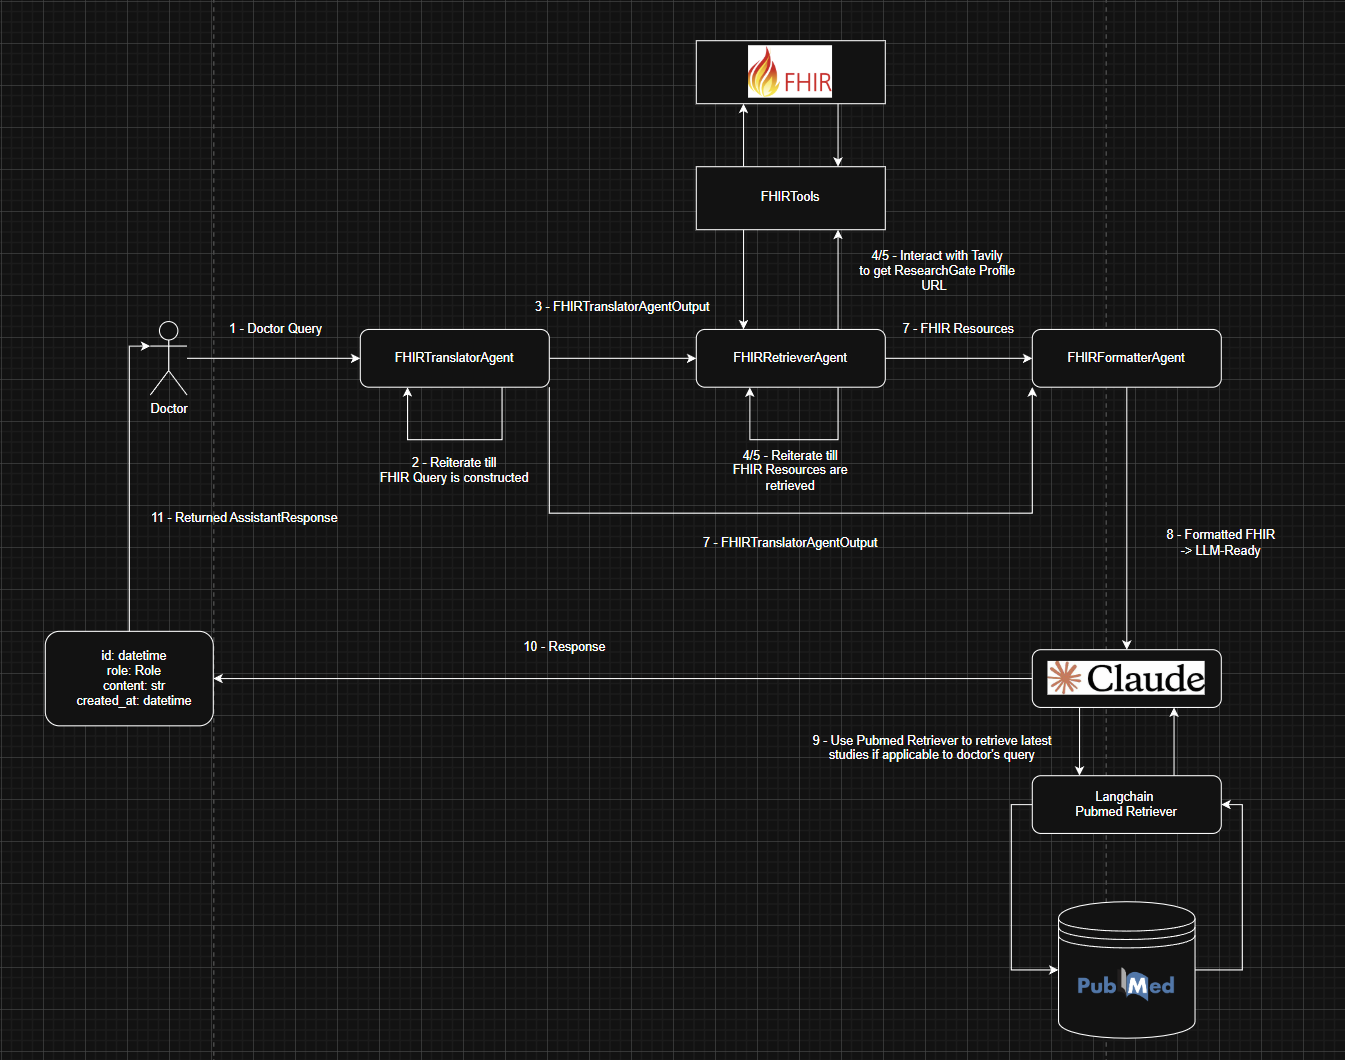 FHIR
FHIRTools
4/5 - Interact with Tavily
to get ResearchGate Profile
URL
3 - FHIRTranslatorAgentOutput
1 - Doctor Query
7 - FHIR Resources
Doctor
FHIRTranslatorAgent
FHIRRetrieverAgent
FHIRFormatterAgent
2 - Reiterate till
FHIR Query is constructed
4/5 - Reiterate till
FHIR Resources are
retrieved
11 - Returned AssistantResponse
7 - FHIRTranslatorAgentOutput
8 - Formatted FHIR
-> LLM-Ready
id: datetime
role: Role
content: str
created_at: datetime
10 - Response
Claude
9 - Use Pubmed Retriever to retrieve latest
studies if applicable to doctor's query
Langchain
Pubmed Retriever
PubMed